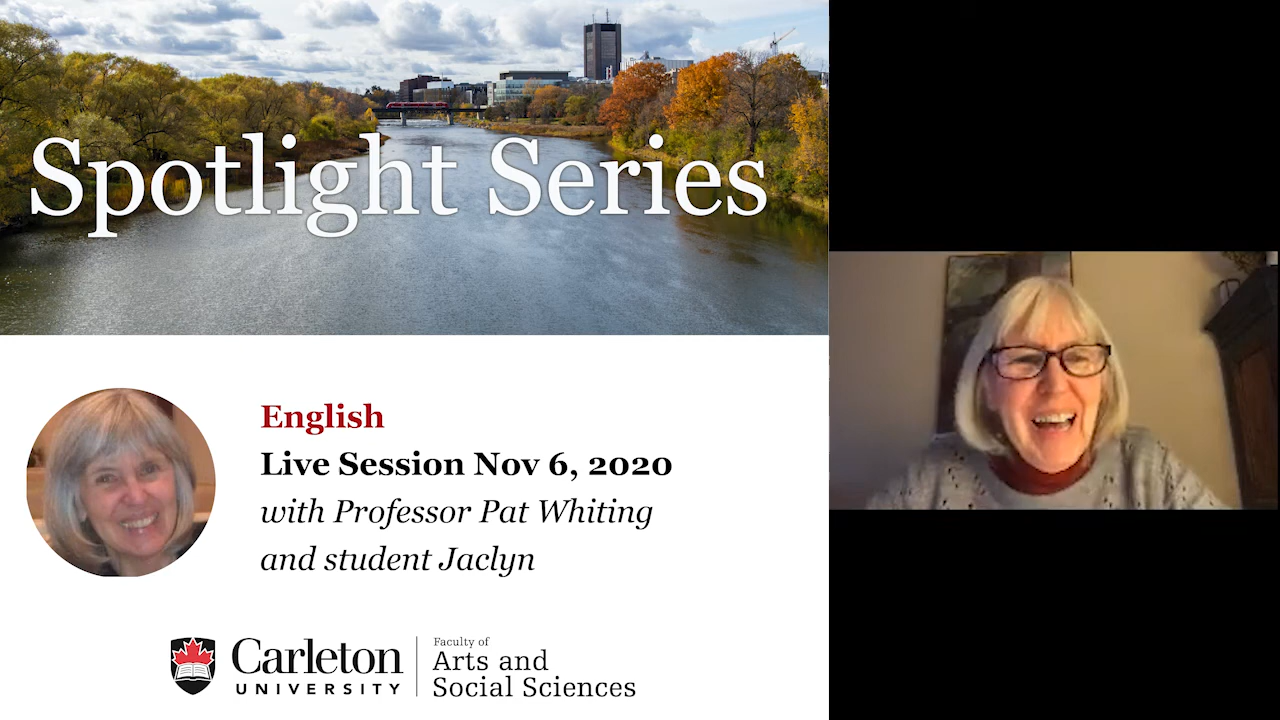 Spotlight Series
English
Live Session Nov 6, 2020
with Professor Pat Whiting
and student Jaclyn
Carleton
UNIVERSITY
Faculty of
Arts and
Social Sciences